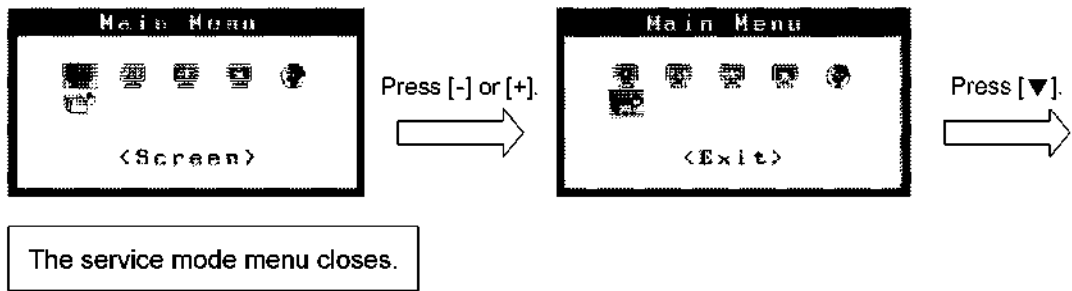 Main Menu
<Screen>
Press [-] or [+].
Main Menu
<Exit>
Press [▼].
The service mode menu closes.